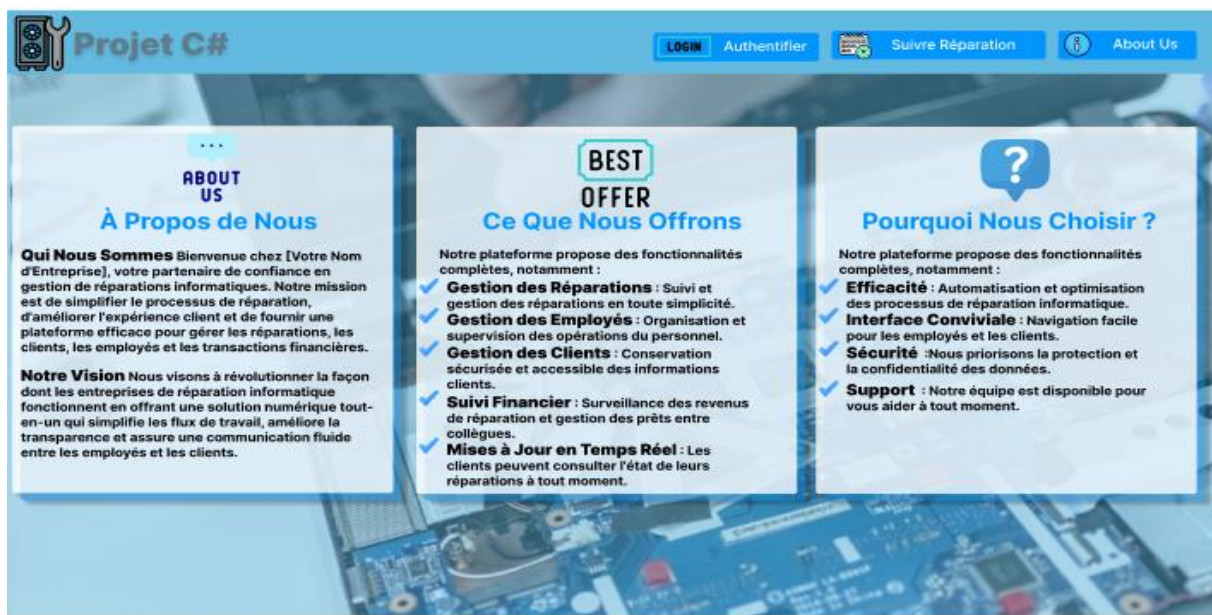 Projet C#
LOGIN Authentifier
Suivre Réparation
About Us
ABOUT
US
À Propos de Nous
Qui Nous Sommes Bienvenue chez [Votre Nom
d'Entreprise], votre partenaire de confiance en
gestion de réparations informatiques. Notre mission
est de simplifier le processus de réparation,
d'améliorer l'expérience client et de fournir une
plateforme efficace pour gérer les réparations, les
clients, les employés et les transactions financières.
Notre Vision Nous visons à révolutionner la façon
dont les entreprises de réparation informatique
fonctionnent en offrant une solution numérique tout-
en-un qui simplifie les flux de travail, améliore la
transparence et assure une communication fluide
entre les employés et les clients.
BEST
OFFER
Ce Que Nous Offrons
Notre plateforme propose des fonctionnalités
complètes, notamment :
Gestion des Réparations : Suivi et
gestion des réparations en toute simplicité.
Gestion des Employés : Organisation et
supervision des opérations du personnel.
Gestion des Clients : Conservation
sécurisée et accessible des informations
clients.
Suivi Financier : Surveillance des revenus
de réparation et gestion des prêts entre
collègues.
Mises à Jour en Temps Réel : Les
clients peuvent consulter l'état de leurs
réparations à tout moment.
?
Pourquoi Nous Choisir ?
Notre plateforme propose des fonctionnalités
complètes, notamment :
Efficacité : Automatisation et optimisation
des processus de réparation informatique.
Interface Conviviale : Navigation facile
pour les employés et les clients.
Sécurité :Nous priorisons la protection et
la confidentialité des données.
Support : Notre équipe est disponible pour
vous aider à tout moment.